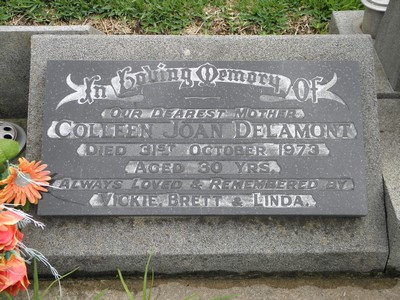 In Loving Memory Of
Our Dearest Mother
Colleen Joan Delamont
Died 31st October 1973
Aged 30 Yrs.
Always Loved & Remembered By
Vickie, Brett & Linda.